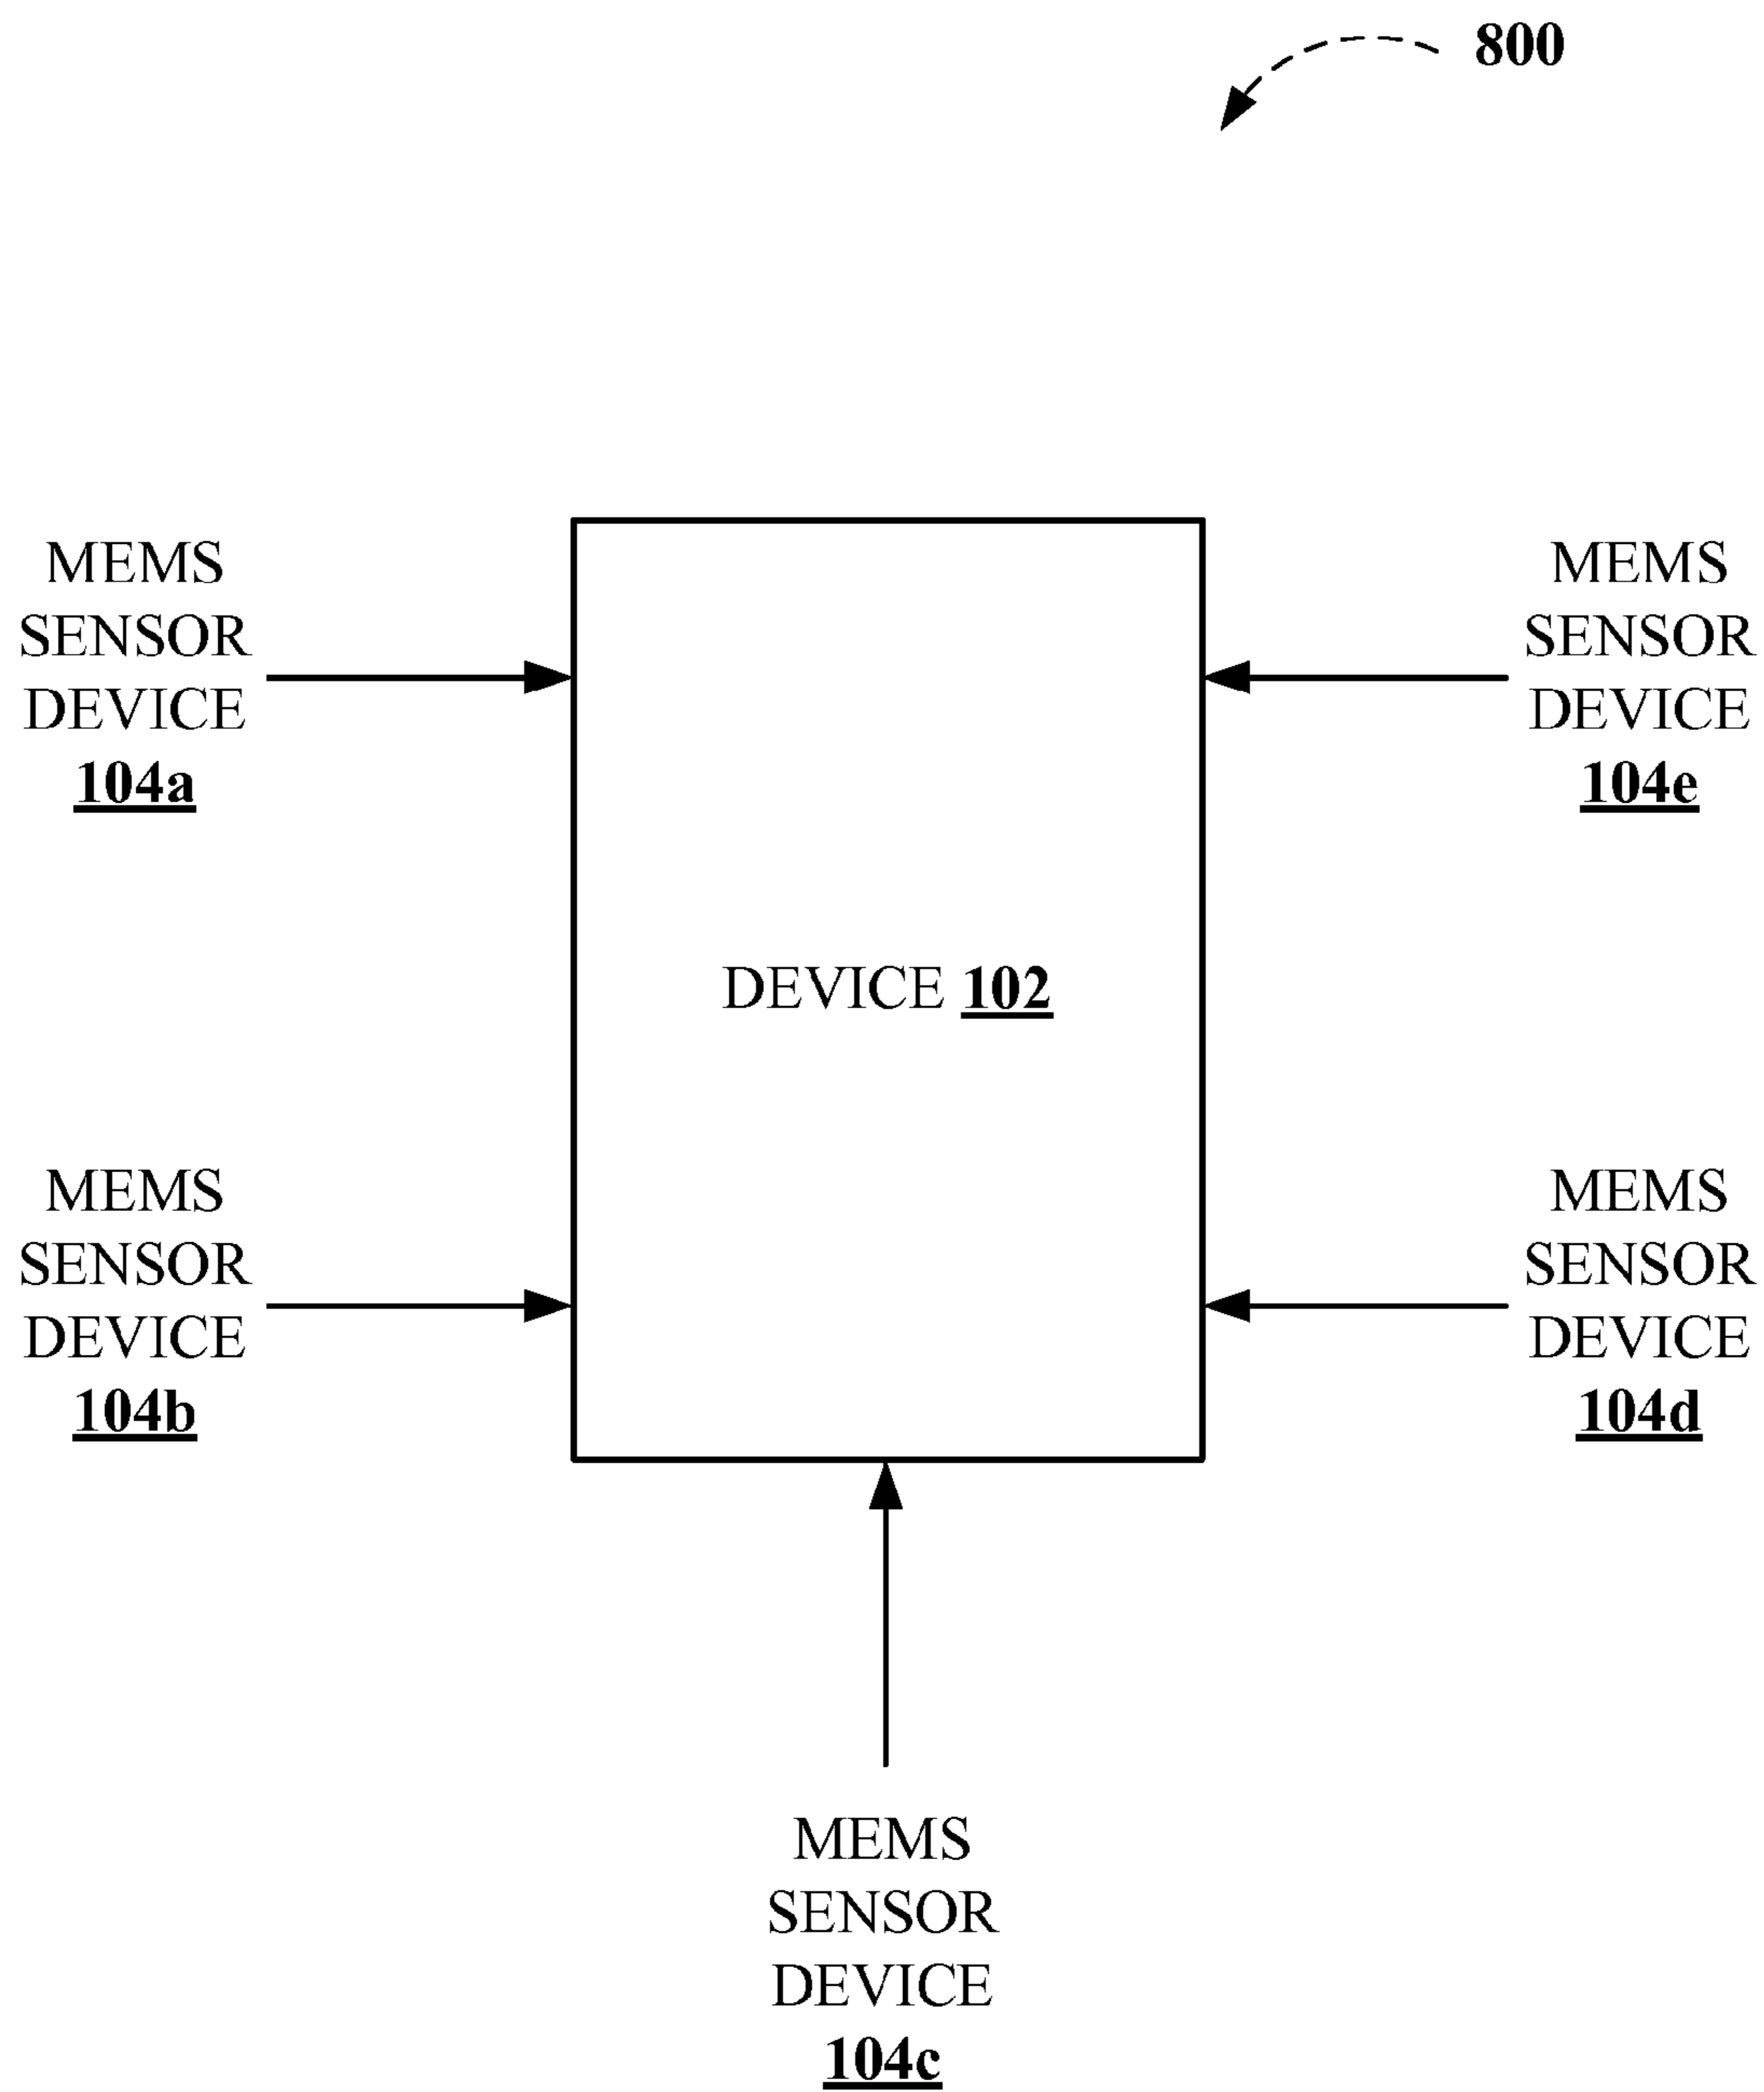 800
MEMS
SENSOR
DEVICE
104a
MEMS
SENSOR
DEVICE
104e
DEVICE 102
MEMS
SENSOR
DEVICE
104b
MEMS
SENSOR
DEVICE
104d
MEMS
SENSOR
DEVICE
104c